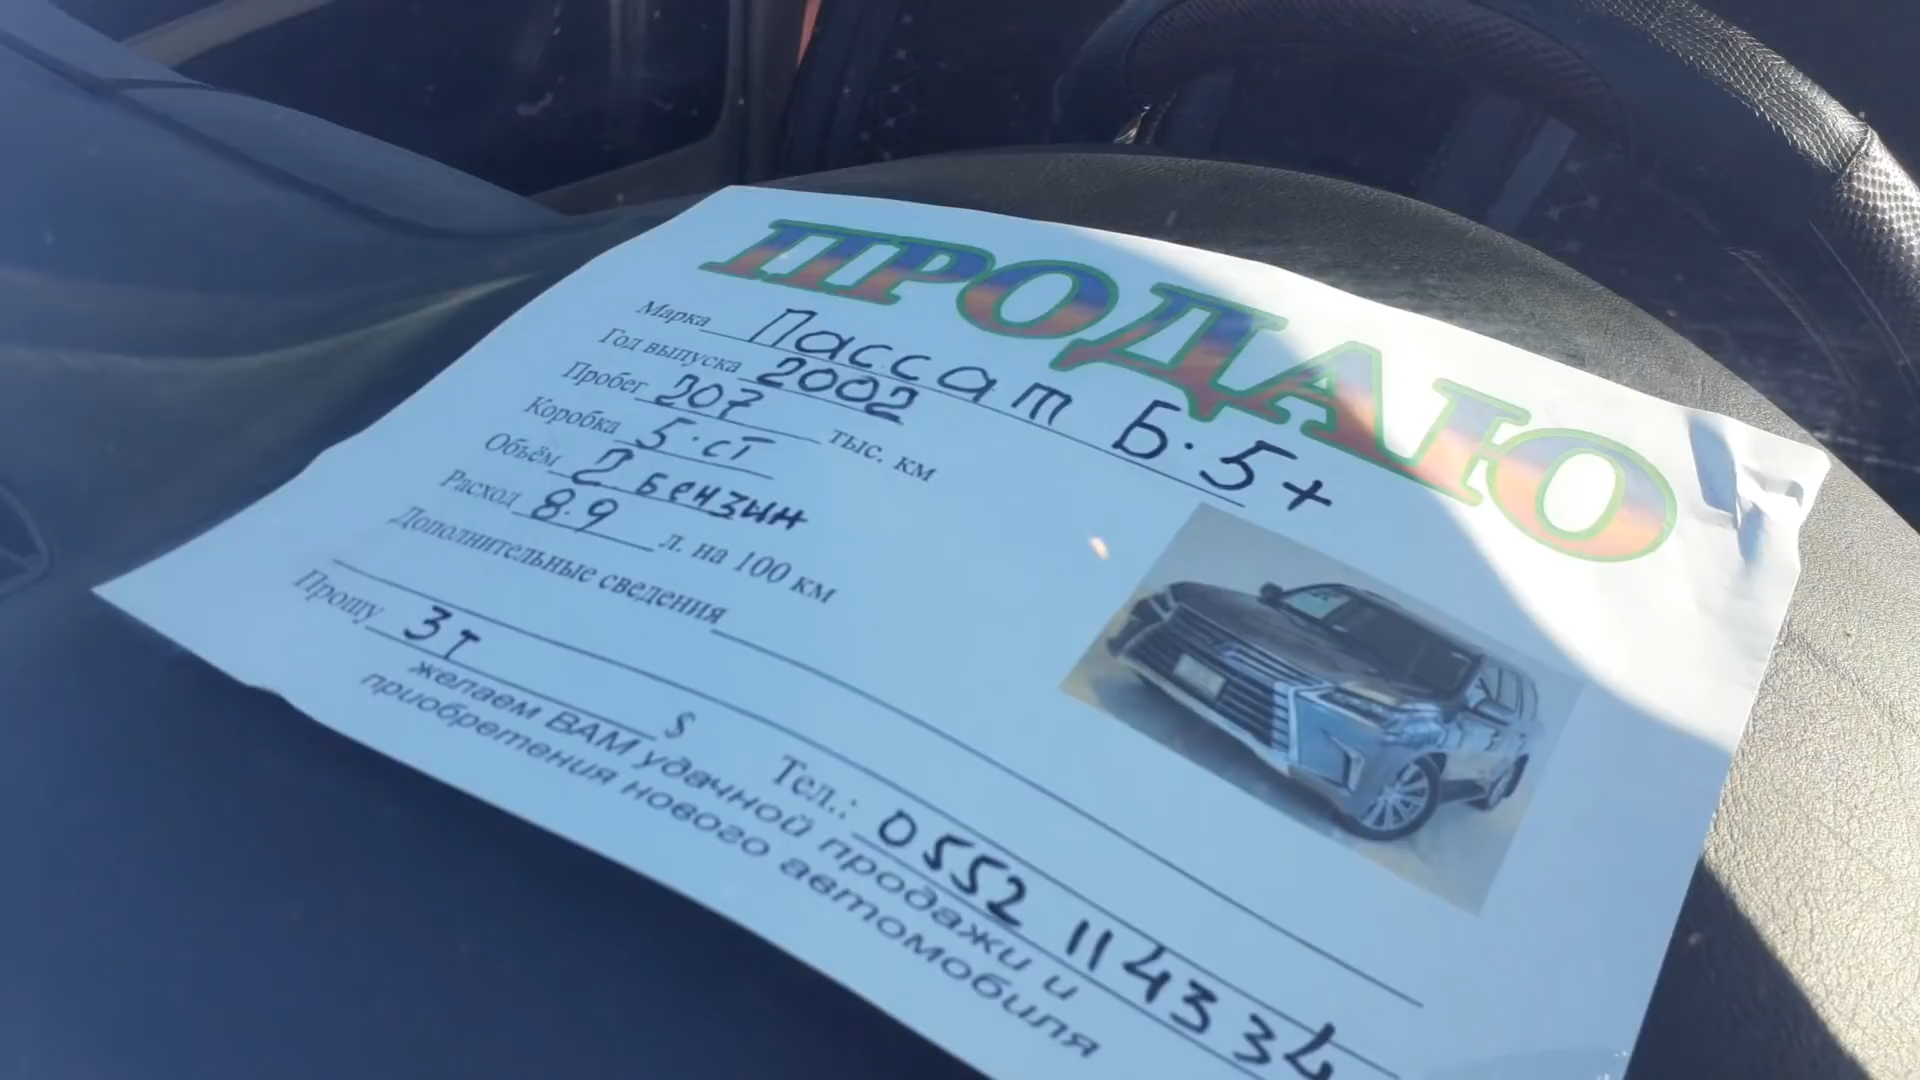 ПРОДАЮ
Марка Пассат Б.5+
Год выпуска 2002
Пробег 307 тыс. км
Коробка 5.ст
Объём 2 бензин
Расход 8.9 л. на 100 км
Дополнительные сведения
Прошу 3т $ Тел.: 0552 114334
желаем ВАМ удачной продажи и
приобретения нового автомобиля